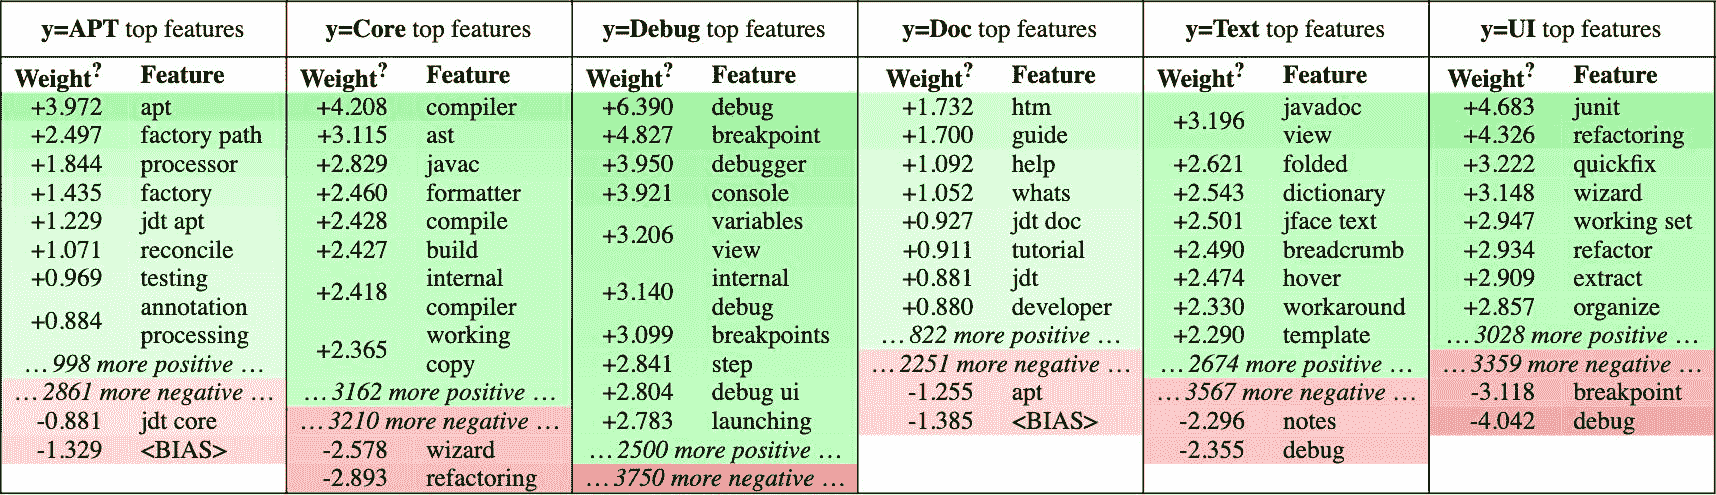 y=APT top features
Weight? Feature
+3.972 apt
+2.497 factory path
+1.844 processor
+1.435 factory
+1.229 jdt apt
+1.071 reconcile
+0.969 testing
+0.884 annotation
processing
… 998 more positive …
… 2861 more negative …
-0.881 jdt core
-1.329 <BIAS>
y=Core top features
Weight? Feature
+4.208 compiler
+3.115 ast
+2.829 javac
+2.460 formatter
+2.428 compile
+2.427 build
+2.418 internal
compiler
+2.365 working
copy
… 3162 more positive …
… 3210 more negative …
-2.578 wizard
-2.893 refactoring
y=Debug top features
Weight? Feature
+6.390 debug
+4.827 breakpoint
+3.950 debugger
+3.921 console
+3.206 variables
view
+3.140 internal
debug
+3.099 breakpoints
+2.841 step
+2.804 debug ui
+2.783 launching
… 2500 more positive …
… 3750 more negative …
y=Doc top features
Weight? Feature
+1.732 htm
+1.700 guide
+1.092 help
+1.052 whats
+0.927 jdt doc
+0.911 tutorial
+0.881 jdt
+0.880 developer
… 822 more positive …
… 2251 more negative …
-1.255 apt
-1.385 <BIAS>
y=Text top features
Weight? Feature
+3.196 javadoc
view
+2.621 folded
+2.543 dictionary
+2.501 jface text
+2.490 breadcrumb
+2.474 hover
+2.330 workaround
+2.290 template
… 2674 more positive …
… 3567 more negative …
-2.296 notes
-2.355 debug
y=UI top features
Weight? Feature
+4.683 junit
+4.326 refactoring
+3.222 quickfix
+3.148 wizard
+2.947 working set
+2.934 refactor
+2.909 extract
+2.857 organize
… 3028 more positive …
… 3359 more negative …
-3.118 breakpoint
-4.042 debug